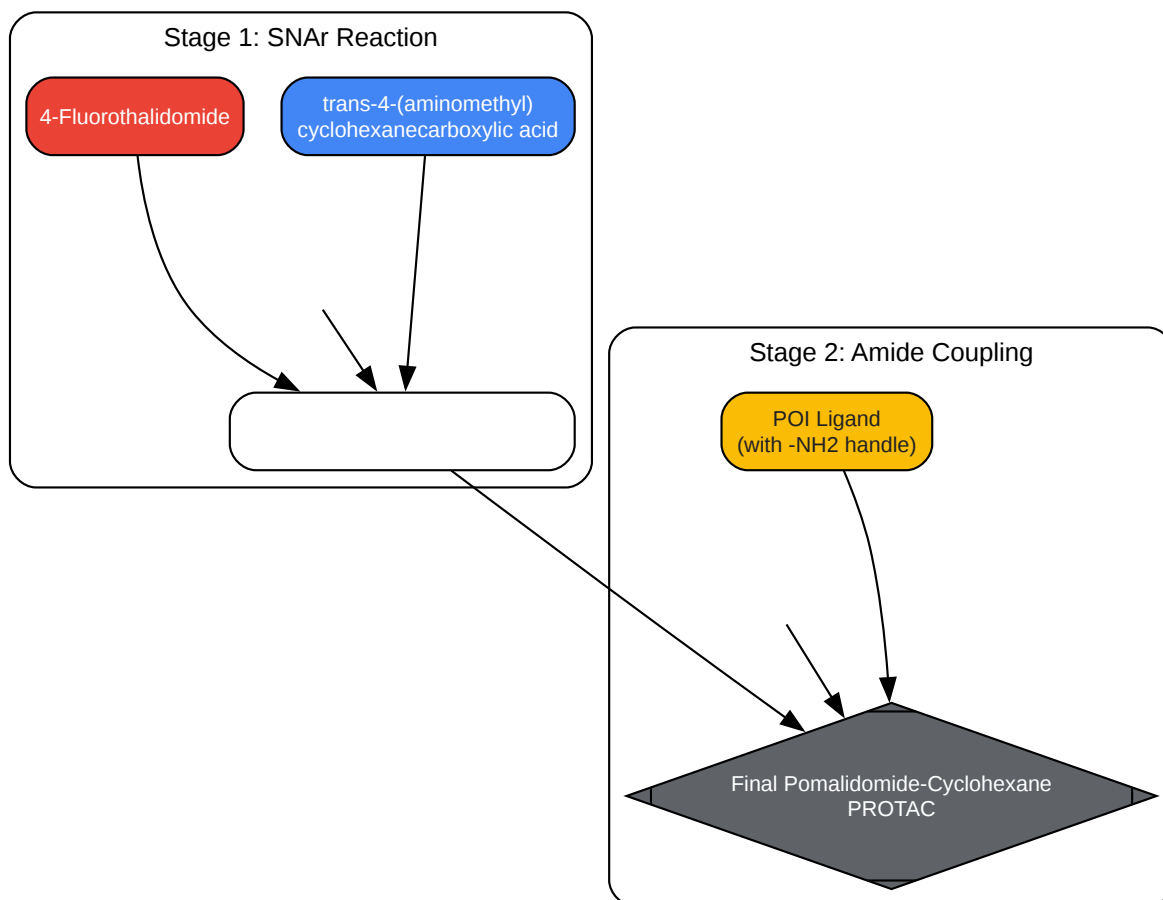 Stage 1: SNAr Reaction
4-Fluorothalidomide
trans-4-(aminomethyl)
cyclohexanecarboxylic acid
Stage 2: Amide Coupling
POI Ligand
(with -NH2 handle)
Final Pomalidomide-Cyclohexane
PROTAC